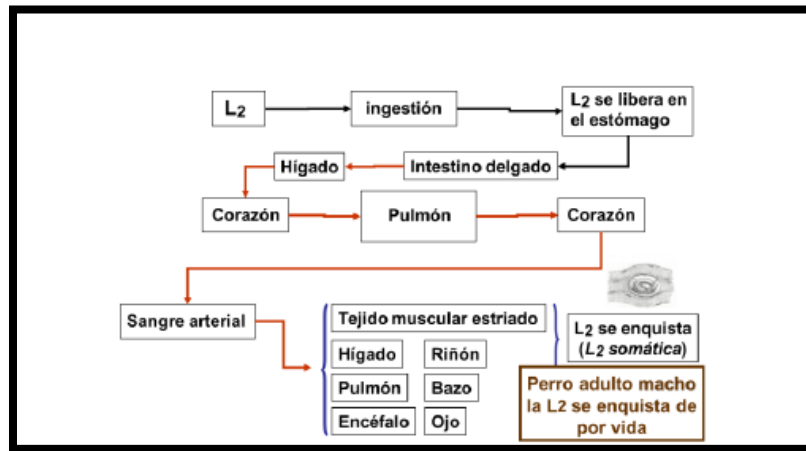 L2
ingestión
L2 se libera en
el estómago
Hígado
Intestino delgado
Corazón
Pulmón
Corazón
Sangre arterial
Tejido muscular estriado
Hígado
Riñón
Pulmón
Bazo
Encéfalo
Ojo
L2 se enquista
(L2 somática)
Perro adulto macho
la L2 se enquista de
por vida